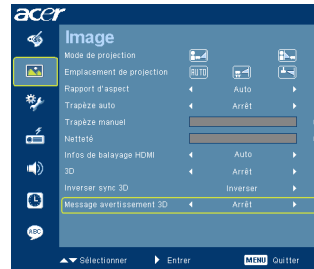 acer
Image
Mode de projection
Emplacement de projection AUTO
Rapport d'aspect Auto
Trapèze auto Arrêt
Trapèze manuel
Netteté
Infos de balayage HDMI Auto
3D Arrêt
Inverser sync 3D Inverser
Message avertissement 3D Arrêt
ABC
Sélectionner Entrer MENU Quitter